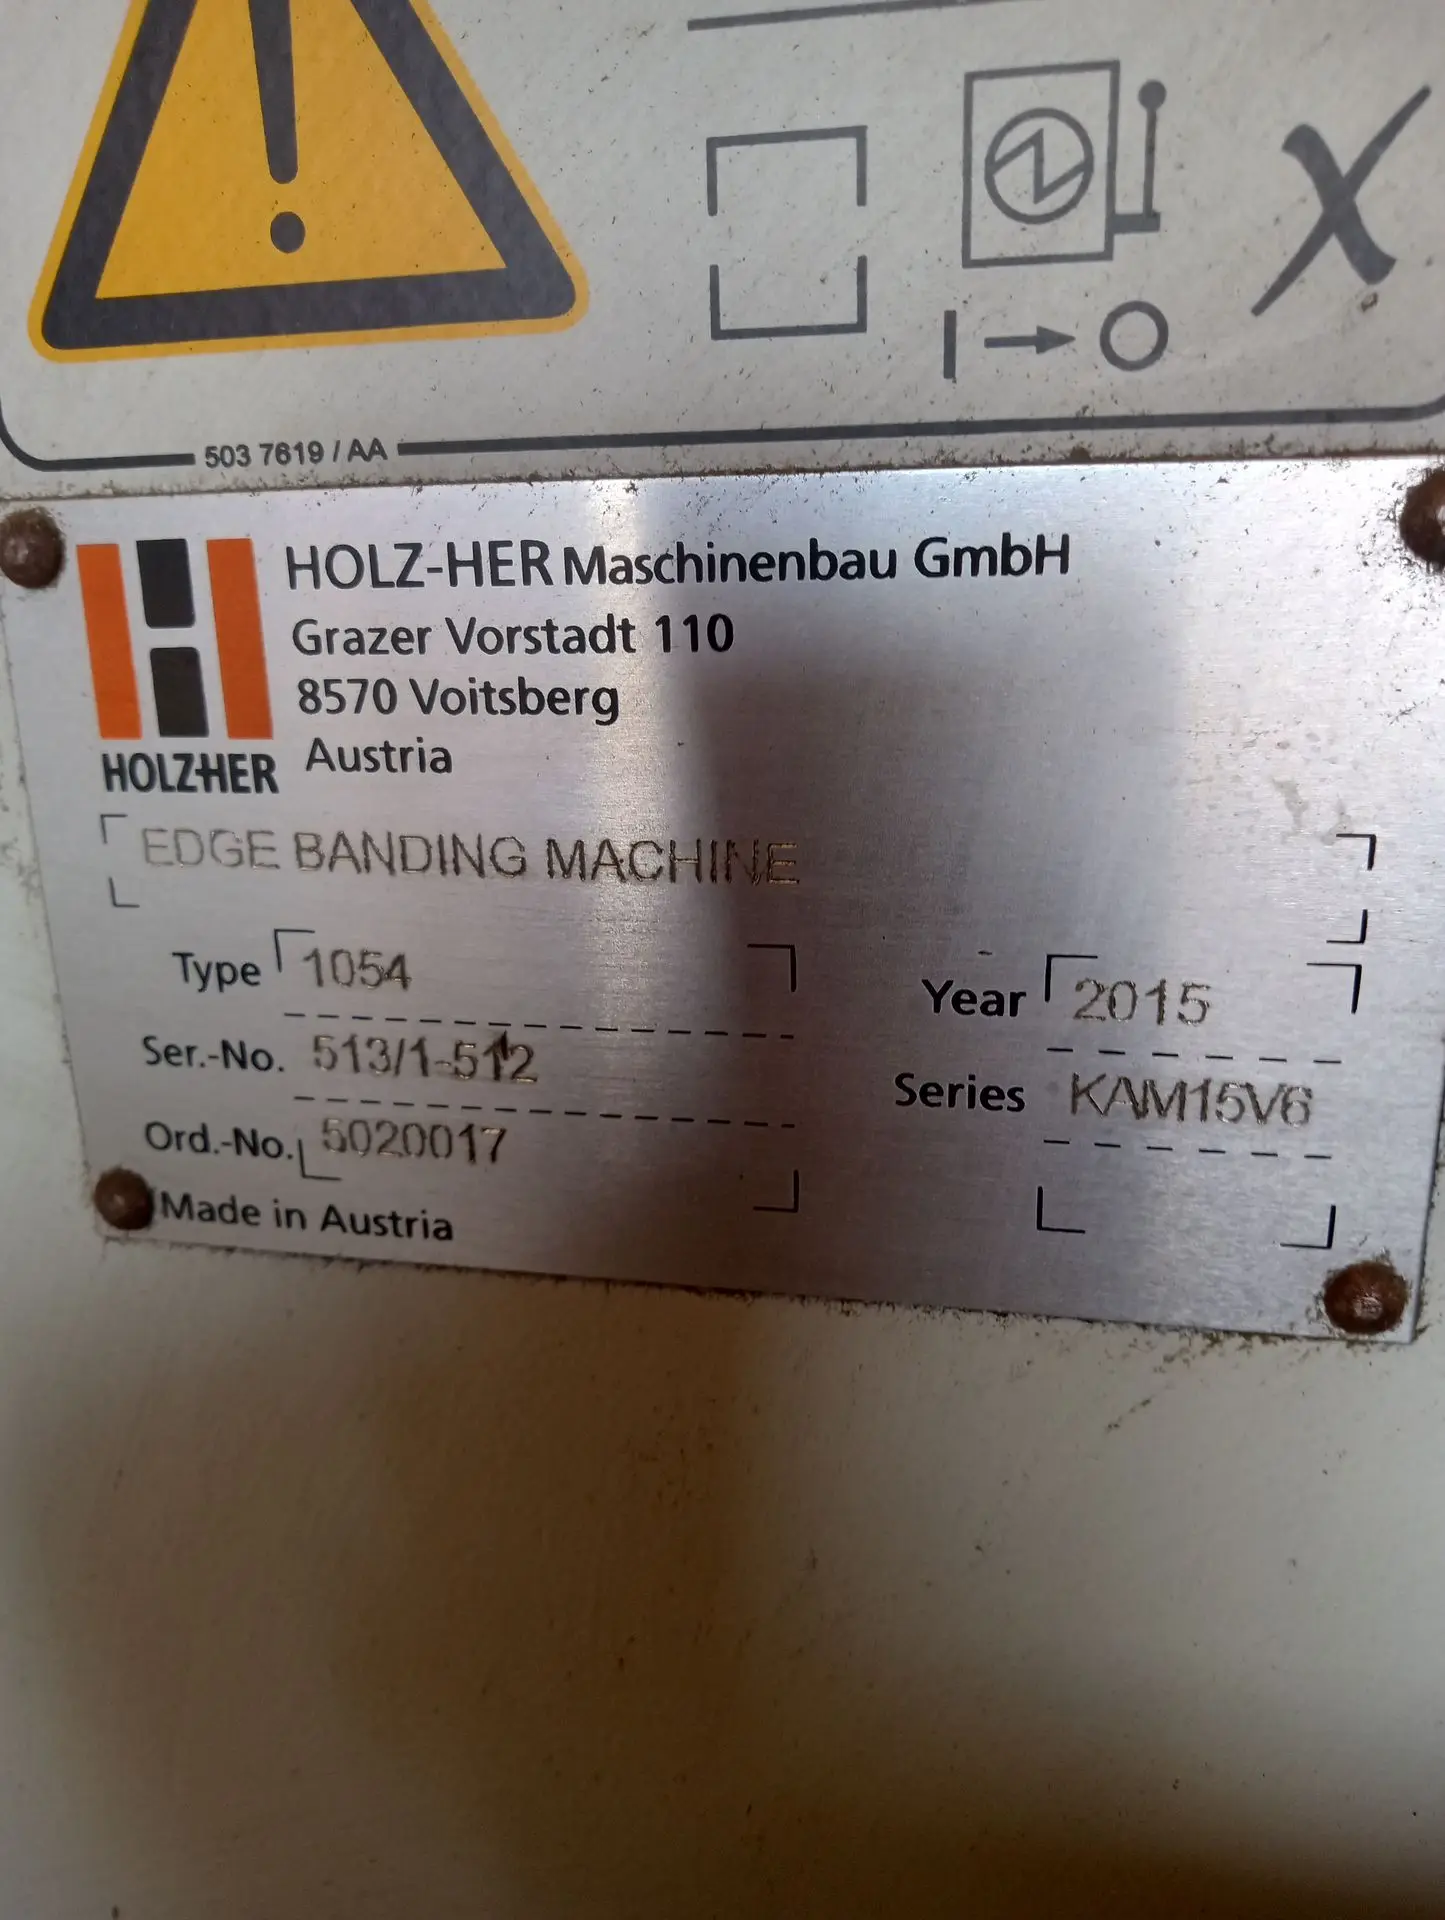 503 7619 / AA
HOLZ-HER Maschinenbau GmbH
Grazer Vorstadt 110
8570 Voitsberg
Austria
HOLZHER
EDGE BANDING MACHINE
Type 1054
Year 2015
Ser.-No. 513/1-512
Series KAM15V6
Ord.-No. 5020017
Made in Austria